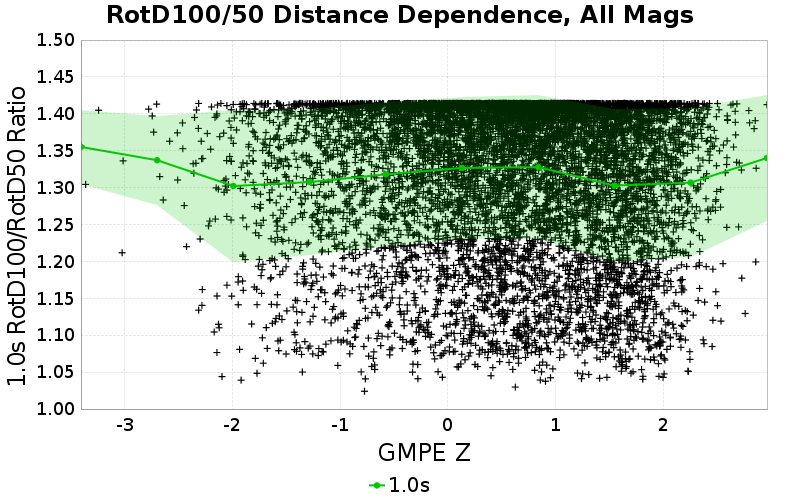 RotD100/50 Distance Dependence, All Mags
1.0s RotD100/RotD50 Ratio
1.50
1.45
1.40
1.35
1.30
1.25
1.20
1.15
1.10
1.05
1.00
-3 -2 -1 0 1 2
GMPE Z
1.0s